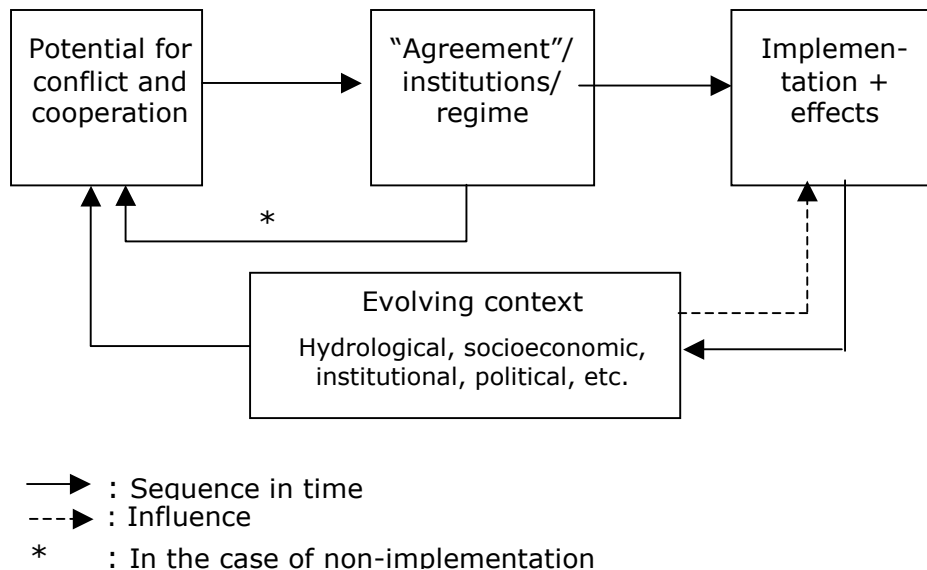 Potential for
conflict and
cooperation
“Agreement”/
institutions/
regime
Implemen-
tation +
effects
*
Evolving context
Hydrological, socioeconomic,
institutional, political, etc.
: Sequence in time
: Influence
* : In the case of non-implementation